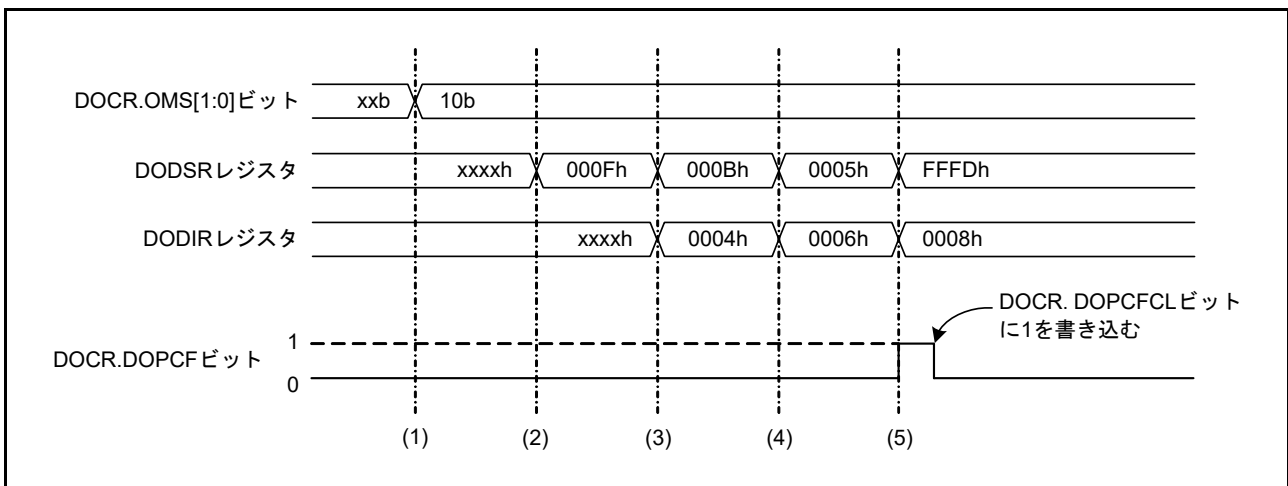 DOCR.OMS[1:0]ビット xxb 10b
DODSRレジスタ xxxxh 000Fh 000Bh 0005h FFFDh
DODIRレジスタ xxxxh 0004h 0006h 0008h
DOCR. DOPCFCLビット
に1を書き込む
DOCR.DOPCFビット 1
0
(1) (2) (3) (4) (5)